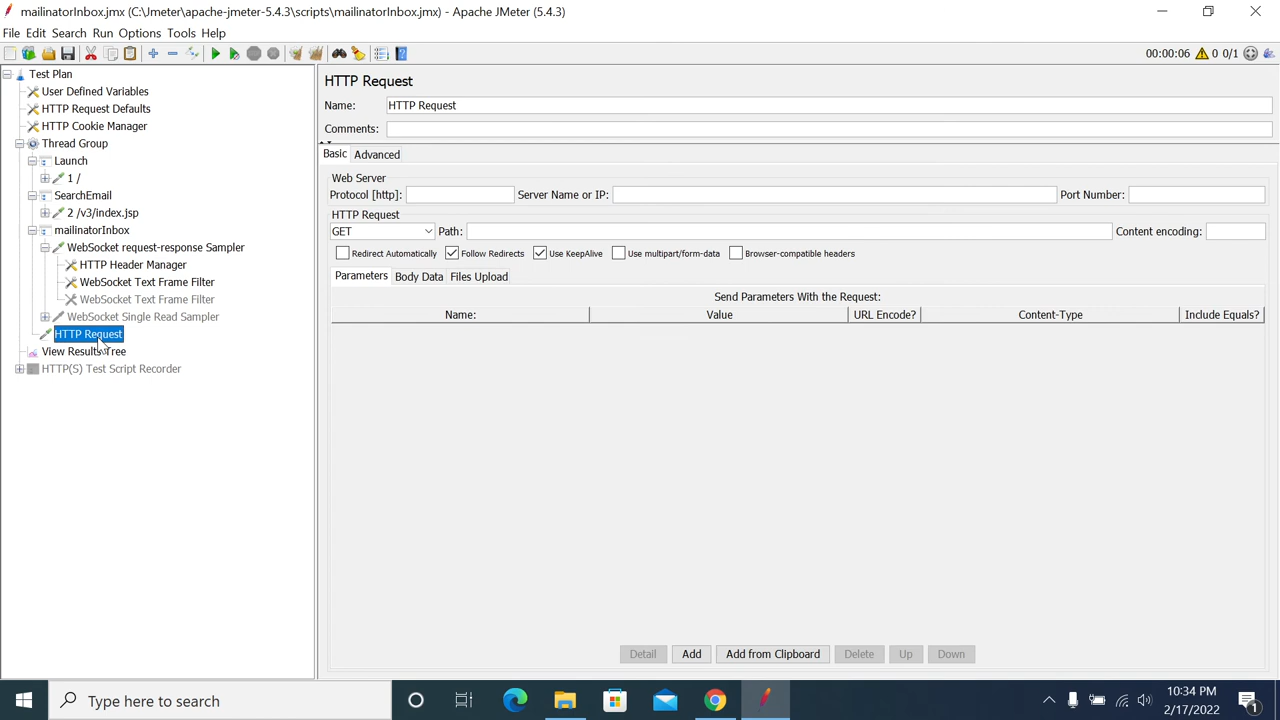 mailinatorInbox.jmx (C:\Jmeter\apache-jmeter-5.4.3\scripts\mailinatorInbox.jmx) - Apache JMeter (5.4.3)
File Edit Search Run Options Tools Help
00:00:06 0 0/1
Test Plan
User Defined Variables
HTTP Request Defaults
HTTP Cookie Manager
Thread Group
Launch
1 /
SearchEmail
2 /v3/index.jsp
mailinatorInbox
WebSocket request-response Sampler
HTTP Header Manager
WebSocket Text Frame Filter
WebSocket Text Frame Filter
WebSocket Single Read Sampler
HTTP Request
View Results Tree
HTTP(S) Test Script Recorder
HTTP Request
Name: HTTP Request
Comments:
Basic Advanced
Web Server
Protocol [http]: Server Name or IP: Port Number:
HTTP Request
GET Path: Content encoding:
Redirect Automatically Follow Redirects Use KeepAlive Use multipart/form-data Browser-compatible headers
Parameters Body Data Files Upload
Send Parameters With the Request:
Name: Value URL Encode? Content-Type Include Equals?
Detail Add Add from Clipboard Delete Up Down
Type here to search
10:34 PM
2/17/2022
1